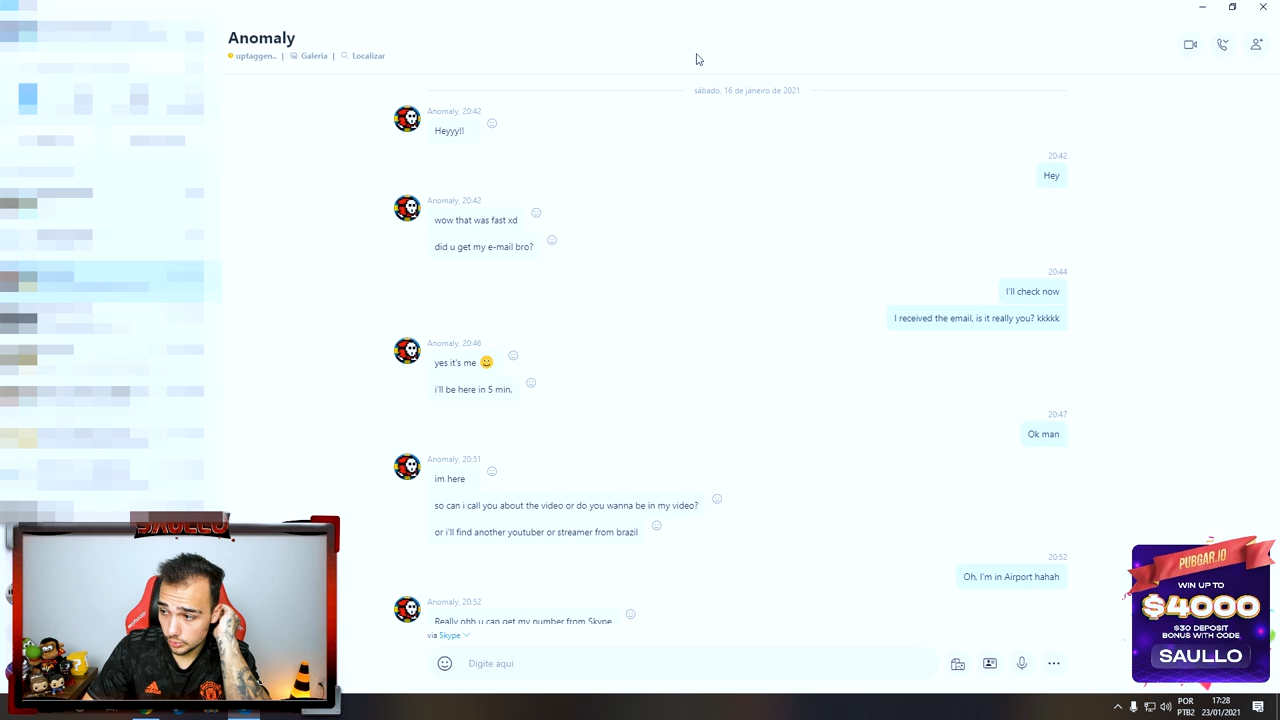 Anomaly
uptaggen.. | Galeria | Localizar
sábado, 16 de janeiro de 2021
Anomaly, 20:42
Heyyy!!
20:42
Hey
Anomaly, 20:42
wow that was fast xd
did u get my e-mail bro?
20:44
I'll check now
I received the email, is it really you? kkkkk
Anomaly, 20:46
yes it's me
i'll be here in 5 min.
20:47
Ok man
Anomaly, 20:51
im here
so can i call you about the video or do you wanna be in my video?
or i'll find another youtuber or streamer from brazil
20:52
Oh, I'm in Airport hahah
Anomaly, 20:52
Really ohh u can get my number from Skype
via Skype
Digite aqui
SAULLO
PUBGAR.IO
WIN UP TO
$4000
$30 DEPOSIT
BONUS WITH CODE
SAULLO
POR
PTB2
17:28
23/01/2021